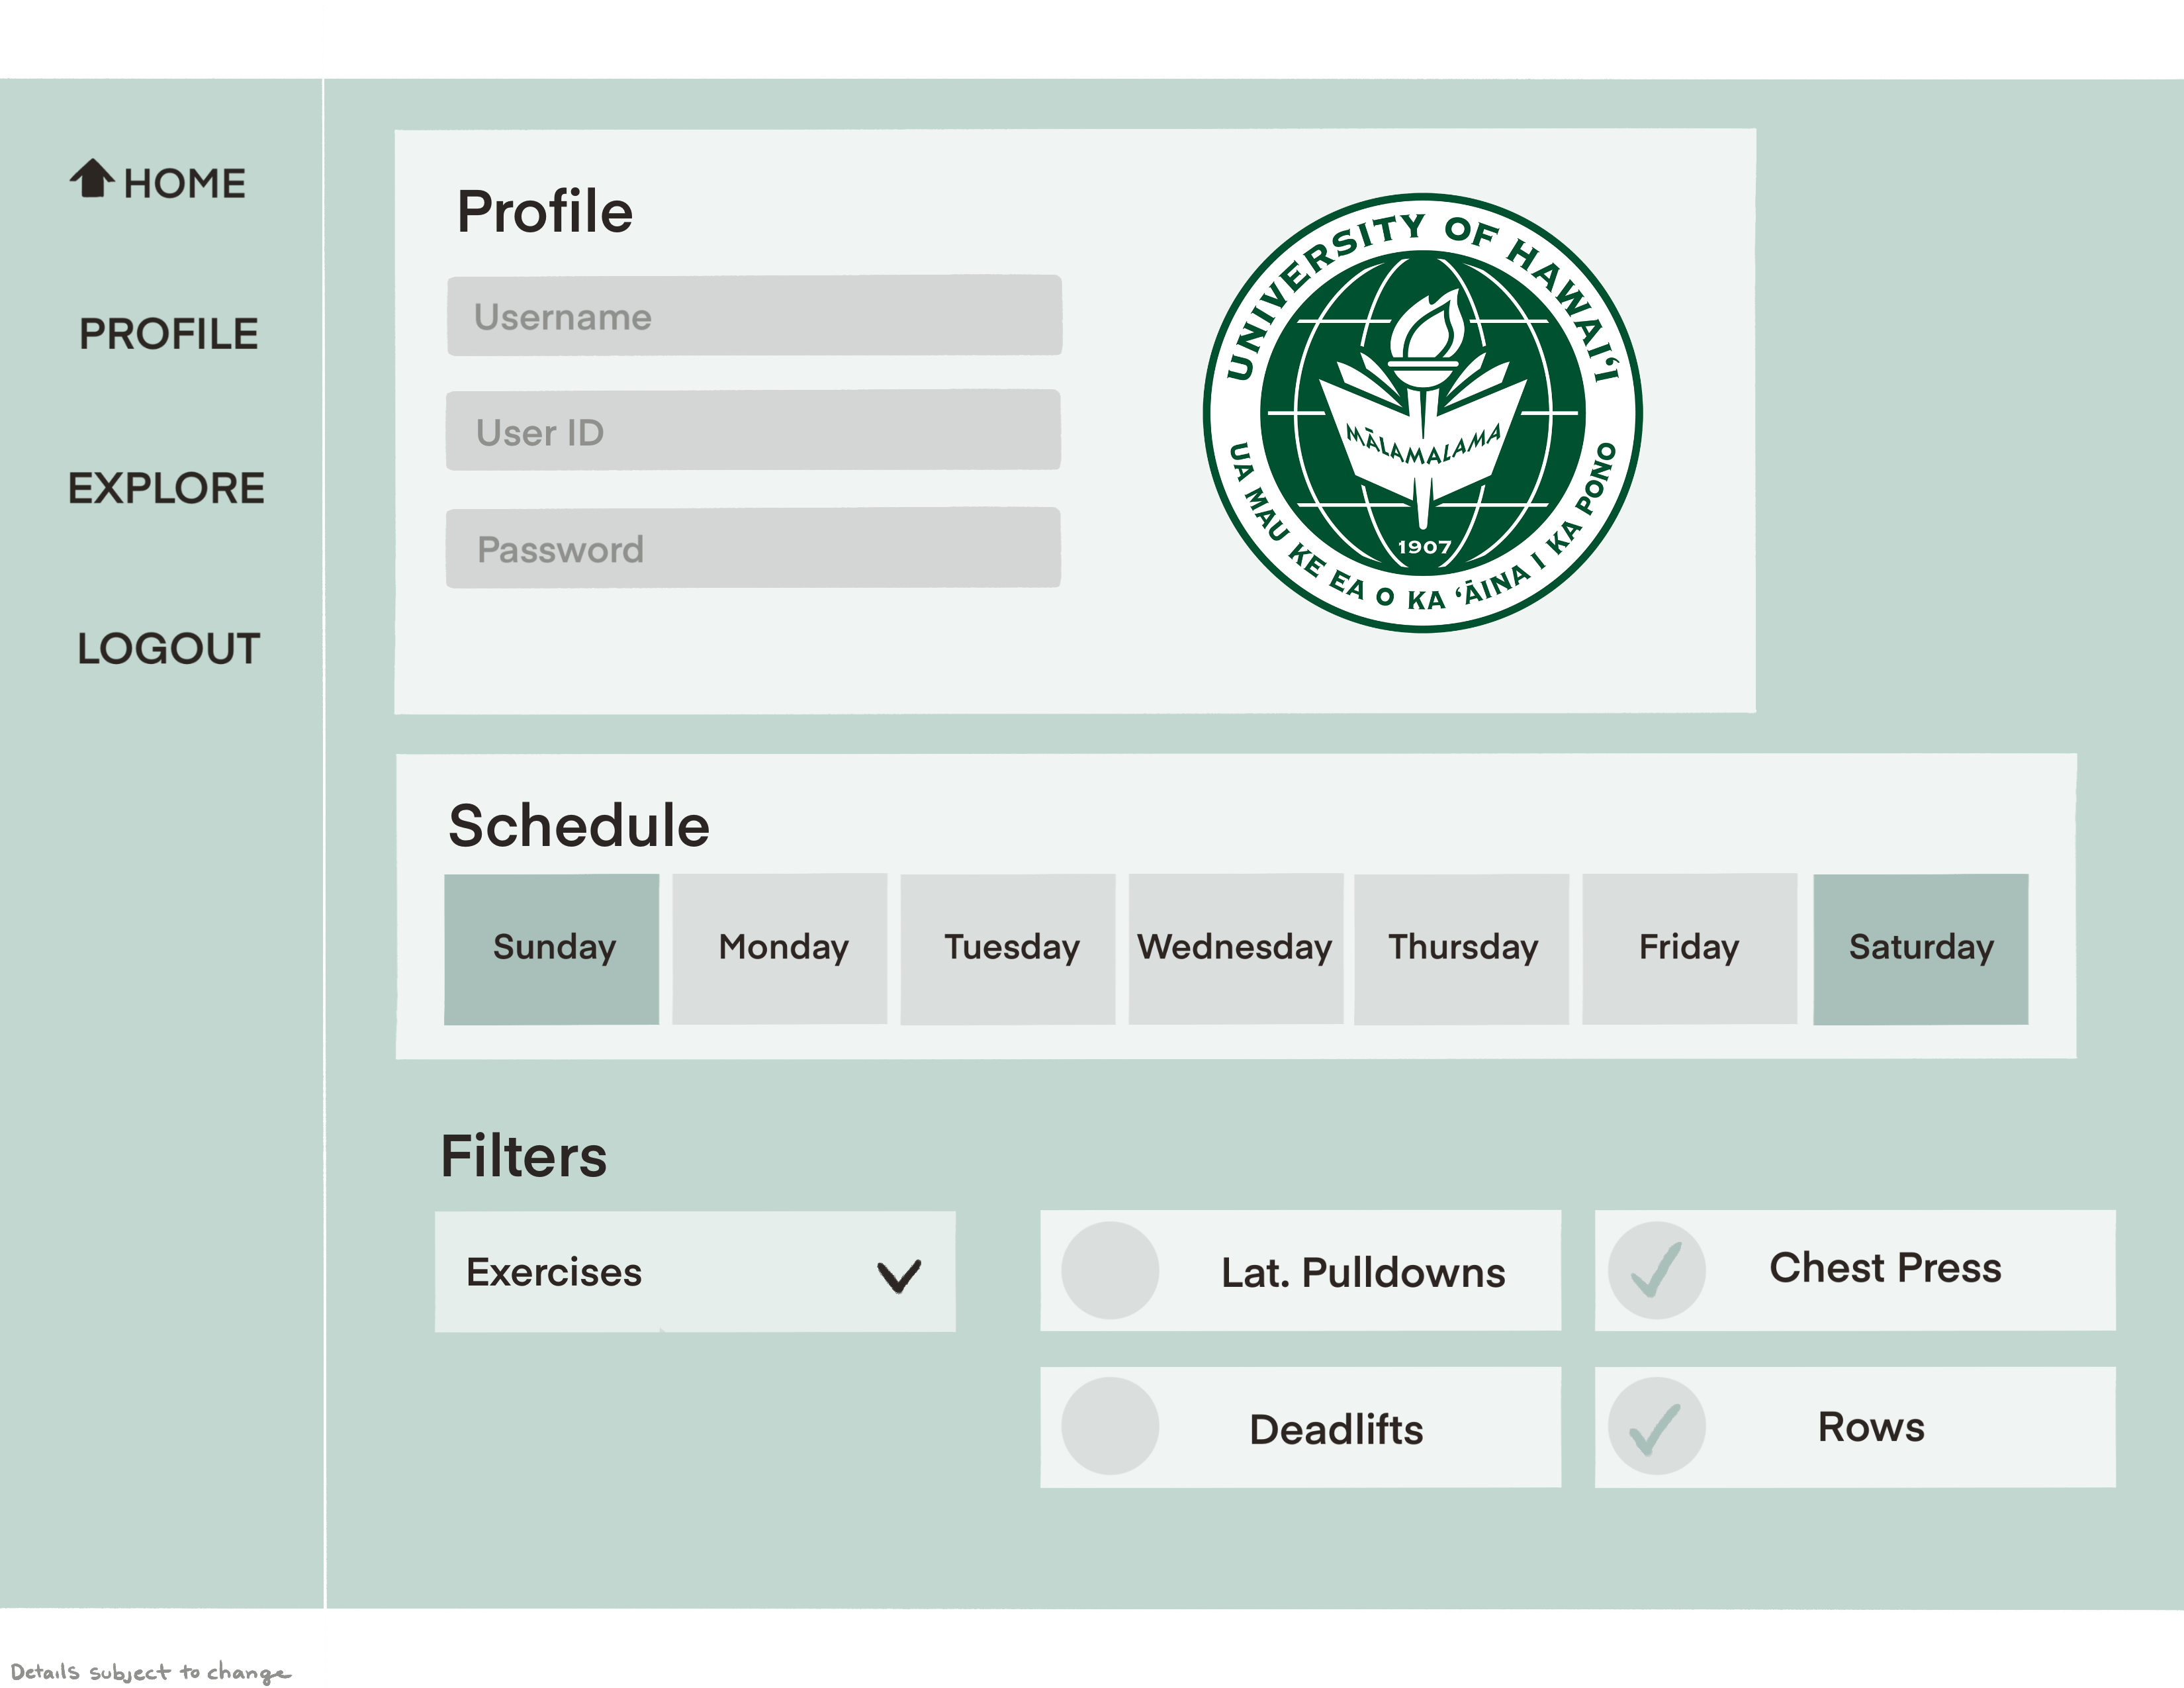 HOME
PROFILE
EXPLORE
LOGOUT
Profile
Username
User ID
Password
UNIVERSITY OF HAWAIʻI
MĀLAMALAMA
1907
UA MAU KE EA O KA ʻĀINA I KA PONO
Schedule
Sunday Monday Tuesday Wednesday Thursday Friday Saturday
Filters
Exercises
Lat. Pulldowns
Chest Press
Deadlifts
Rows
Details subject to change